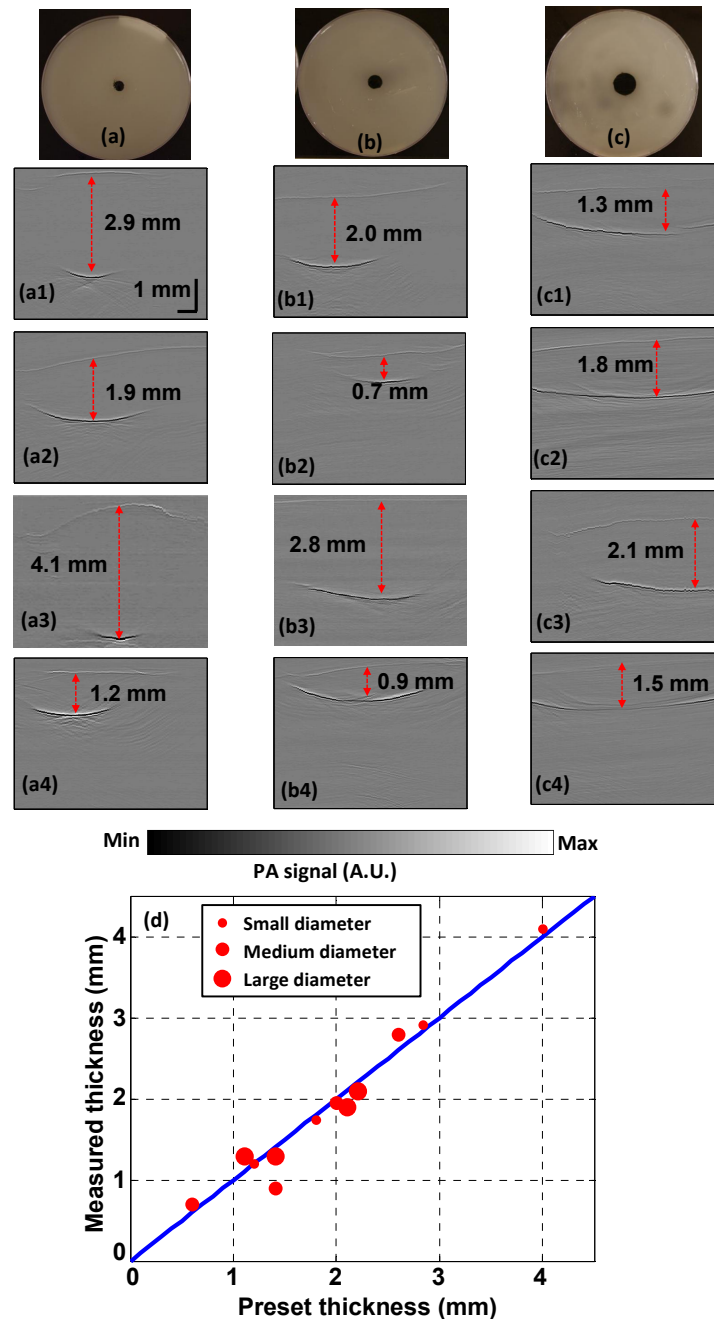 (a) (b) (c)
2.9 mm
1 mm
(a1)
2.0 mm
(b1)
1.3 mm
(c1)
1.9 mm
(a2)
0.7 mm
(b2)
1.8 mm
(c2)
4.1 mm
(a3)
2.8 mm
(b3)
2.1 mm
(c3)
1.2 mm
(a4)
0.9 mm
(b4)
1.5 mm
(c4)
Min Max
PA signal (A.U.)
(d)
Small diameter
Medium diameter
Large diameter
Measured thickness (mm)
4
3
2
1
0
0 1 2 3 4
Preset thickness (mm)